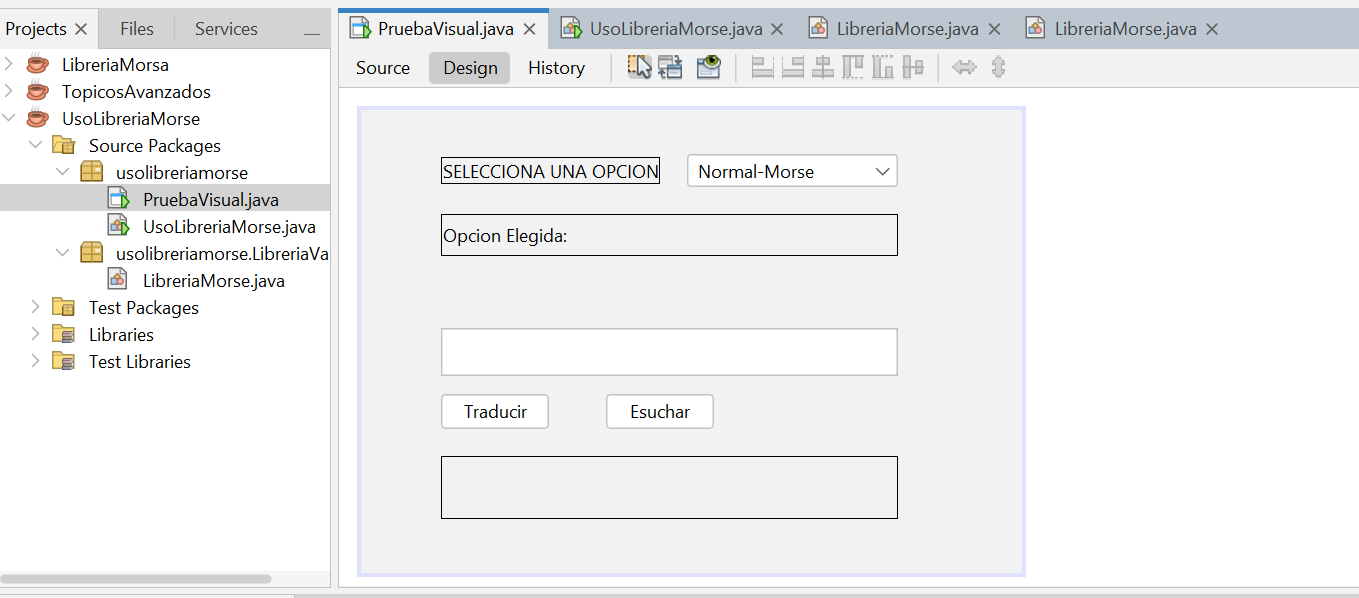 Projects Files Services
LibreriaMorsa
TopicosAvanzados
UsoLibreriaMorse
Source Packages
usolibreriamorse
PruebaVisual.java
UsoLibreriaMorse.java
usolibreriamorse.LibreriaVa
LibreriaMorse.java
Test Packages
Libraries
Test Libraries
PruebaVisual.java UsoLibreriaMorse.java LibreriaMorse.java LibreriaMorse.java
Source Design History
SELECCIONA UNA OPCION Normal-Morse
Opcion Elegida:
Traducir Esuchar